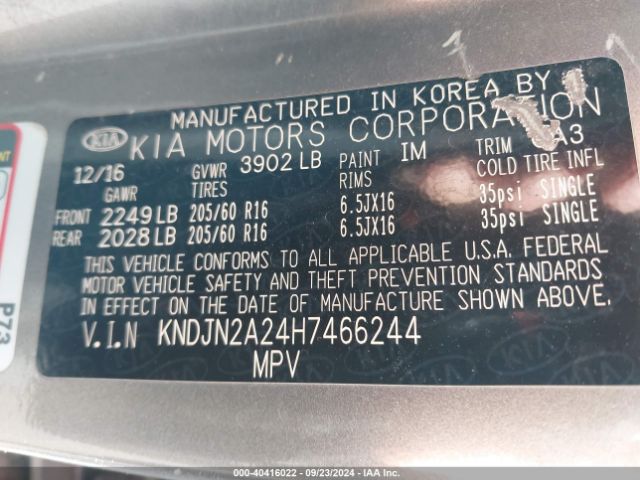 MANUFACTURED IN KOREA BY
KIA KIA MOTORS CORPORATION
12/16 GVWR 3902 LB PAINT IM TRIM A3
GAWR TIRES RIMS COLD TIRE INFL
FRONT 2249 LB 205/60 R16 6.5JX16 35psi SINGLE
REAR 2028 LB 205/60 R16 6.5JX16 35psi SINGLE
THIS VEHICLE CONFORMS TO ALL APPLICABLE U.S.A. FEDERAL
MOTOR VEHICLE SAFETY AND THEFT PREVENTION STANDARDS
IN EFFECT ON THE DATE OF MANUFACTURE SHOWN ABOVE.
V.I.N KNDJN2A24H7466244
MPV
P73
00-40416022 - 09/23/2024 - IAA Inc.